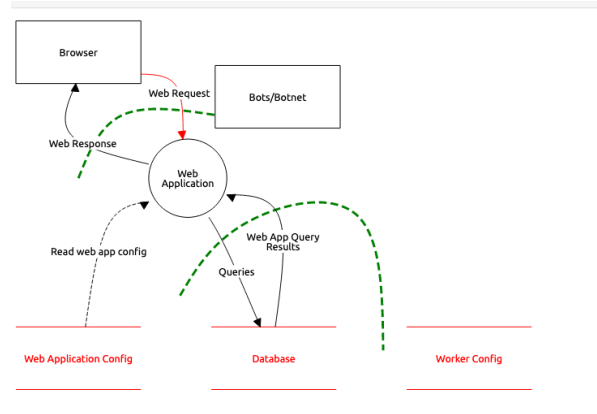 Browser
Web Request
Bots/Botnet
Web Response
Web
Application
Read web app config
Web App Query
Results
Queries
Web Application Config
Database
Worker Config